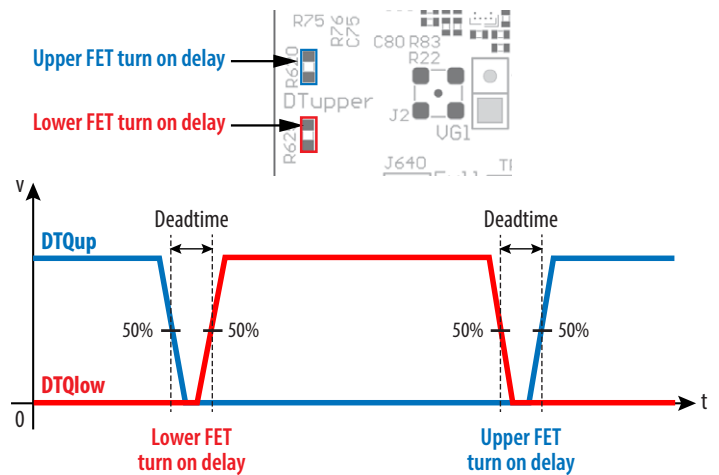 R75
R76
C75
Upper FET turn on delay
C80 R83
R22
DTupper
Lower FET turn on delay
J2
VG1
J640
V
Deadtime
Deadtime
DTQup
50%
50%
50%
50%
DTQlow
0
t
Lower FET
turn on delay
Upper FET
turn on delay